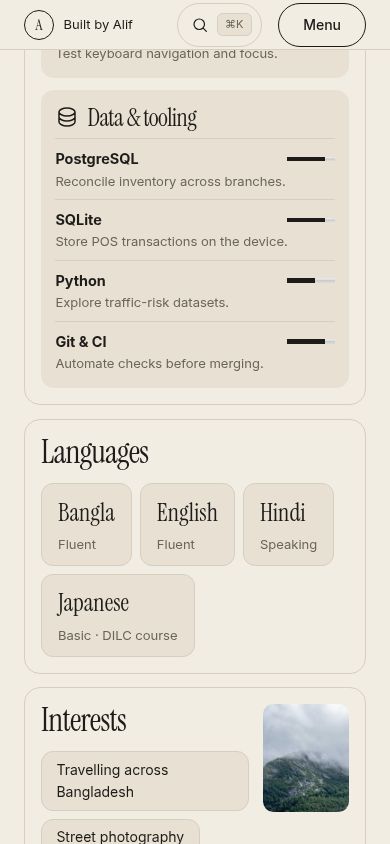 A Built by Alif ⌘K Menu
Test keyboard navigation and focus.
Data & tooling
PostgreSQL
Reconcile inventory across branches.
SQLite
Store POS transactions on the device.
Python
Explore traffic-risk datasets.
Git & CI
Automate checks before merging.
Languages
Bangla
Fluent
English
Fluent
Hindi
Speaking
Japanese
Basic · DILC course
Interests
Travelling across
Bangladesh
Street photography